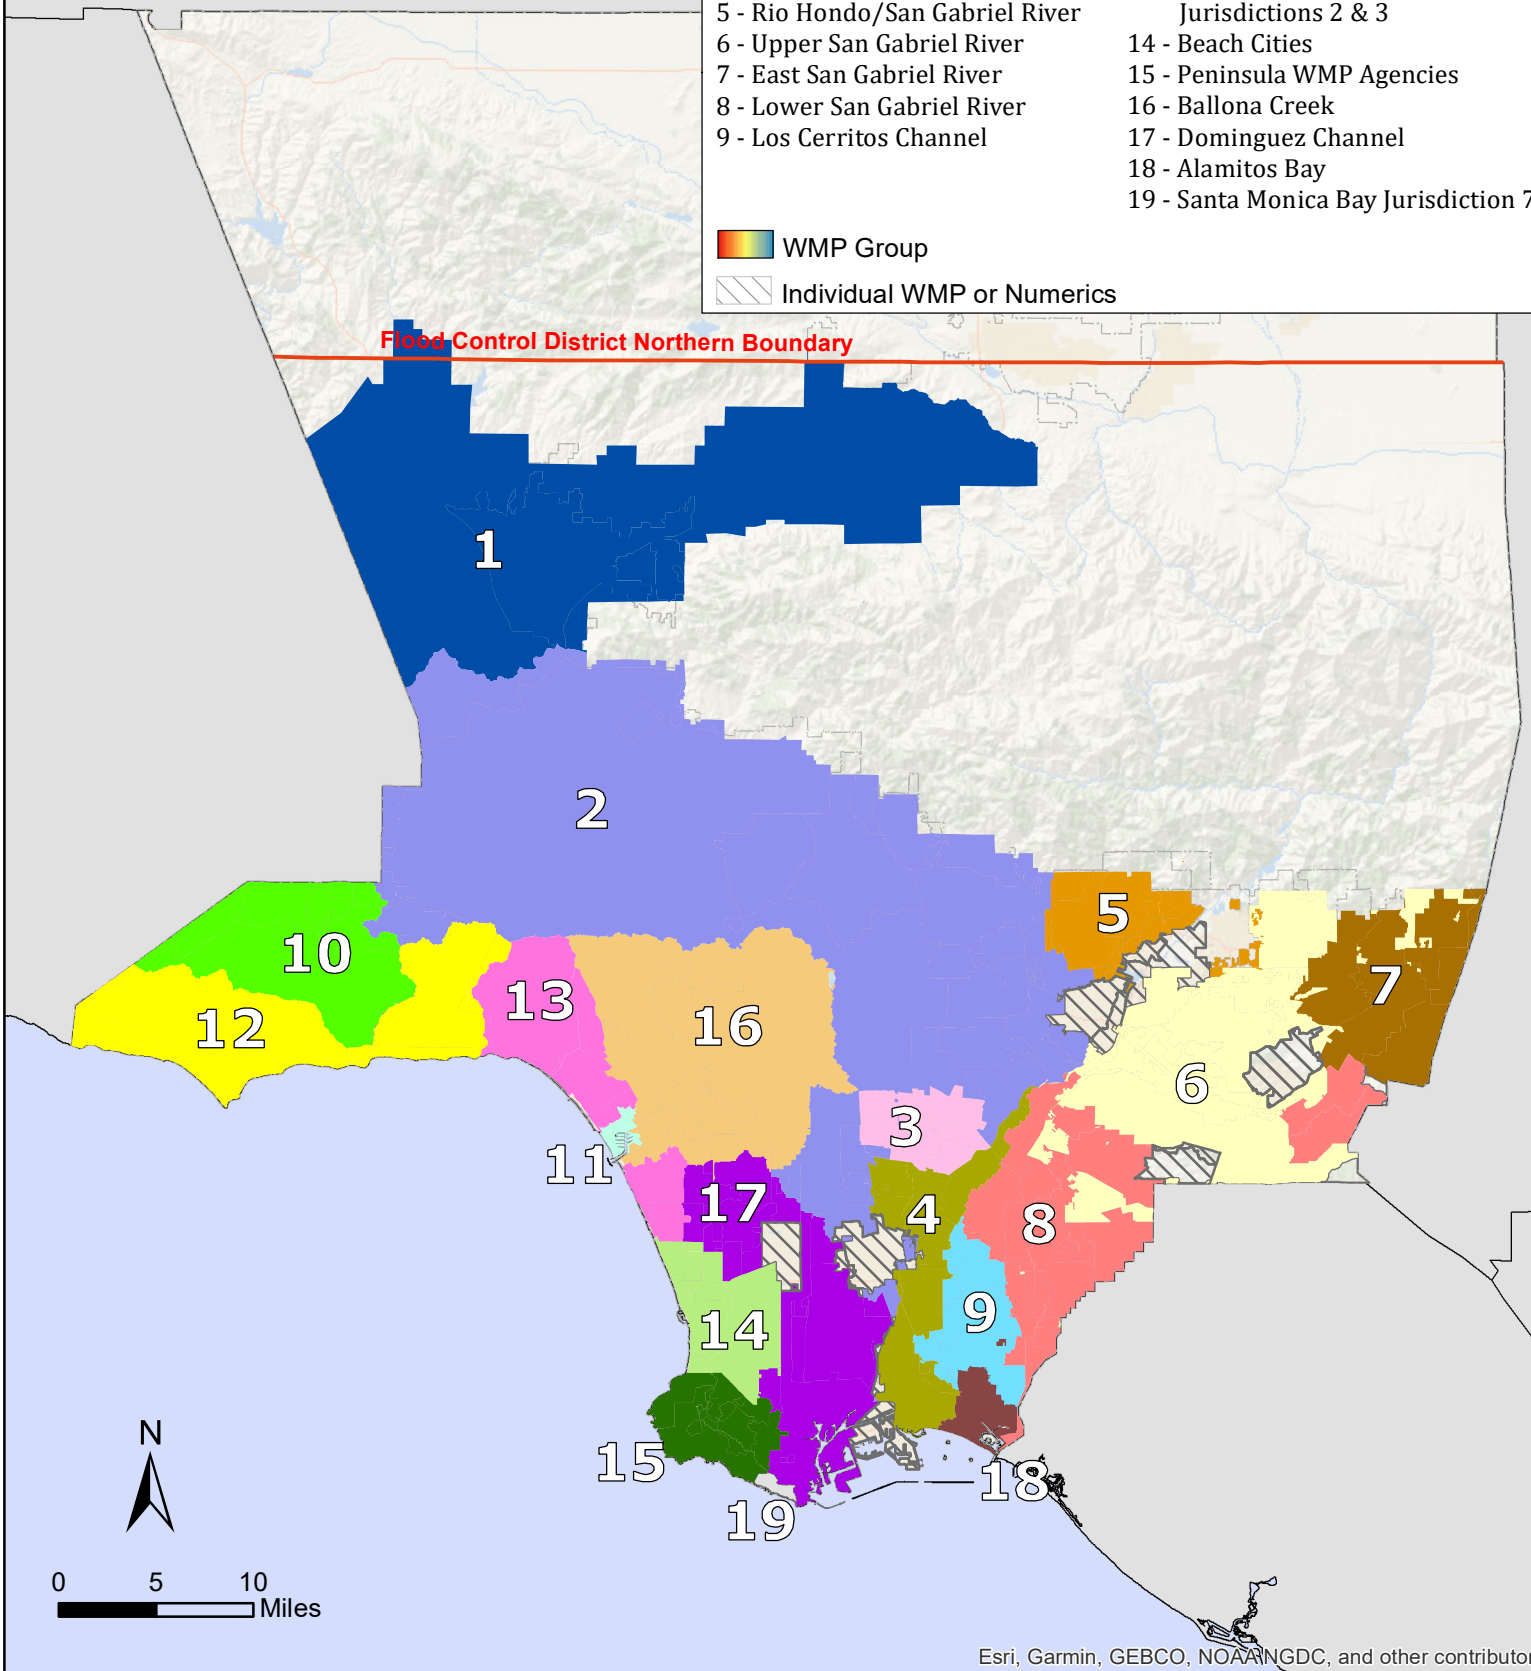 5 - Rio Hondo/San Gabriel River
6 - Upper San Gabriel River
7 - East San Gabriel River
8 - Lower San Gabriel River
9 - Los Cerritos Channel
Jurisdictions 2 & 3
14 - Beach Cities
15 - Peninsula WMP Agencies
16 - Ballona Creek
17 - Dominguez Channel
18 - Alamitos Bay
19 - Santa Monica Bay Jurisdiction 7
WMP Group
Individual WMP or Numerics
Flood Control District Northern Boundary
1
2
5
10
7
13
12
16
6
3
11
17
4
8
9
14
15
18
19
N
0 5 10
Miles
Esri, Garmin, GEBCO, NOAA NGDC, and other contributor